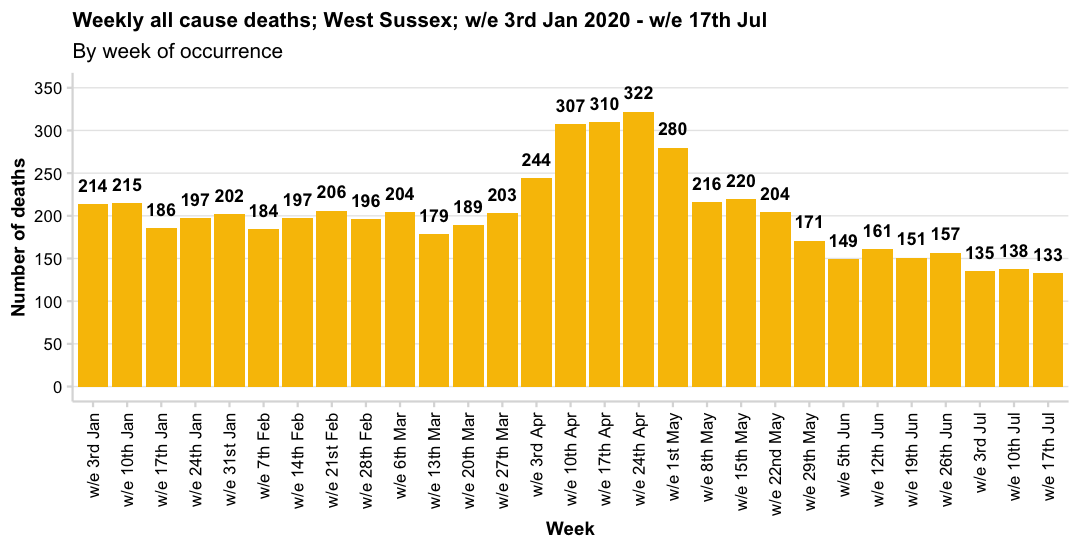 Weekly all cause deaths; West Sussex; w/e 3rd Jan 2020 - w/e 17th Jul
By week of occurrence
Number of deaths
350
300
250
200
150
100
50
0
214
215
186
197
202
184
197
206
196
204
179
189
203
244
307
310
322
280
216
220
204
171
149
161
151
157
135
138
133
w/e 3rd Jan
w/e 10th Jan
w/e 17th Jan
w/e 24th Jan
w/e 31st Jan
w/e 7th Feb
w/e 14th Feb
w/e 21st Feb
w/e 28th Feb
w/e 6th Mar
w/e 13th Mar
w/e 20th Mar
w/e 27th Mar
w/e 3rd Apr
w/e 10th Apr
w/e 17th Apr
w/e 24th Apr
w/e 1st May
w/e 8th May
w/e 15th May
w/e 22nd May
w/e 29th May
w/e 5th Jun
w/e 12th Jun
w/e 19th Jun
w/e 26th Jun
w/e 3rd Jul
w/e 10th Jul
w/e 17th Jul
Week